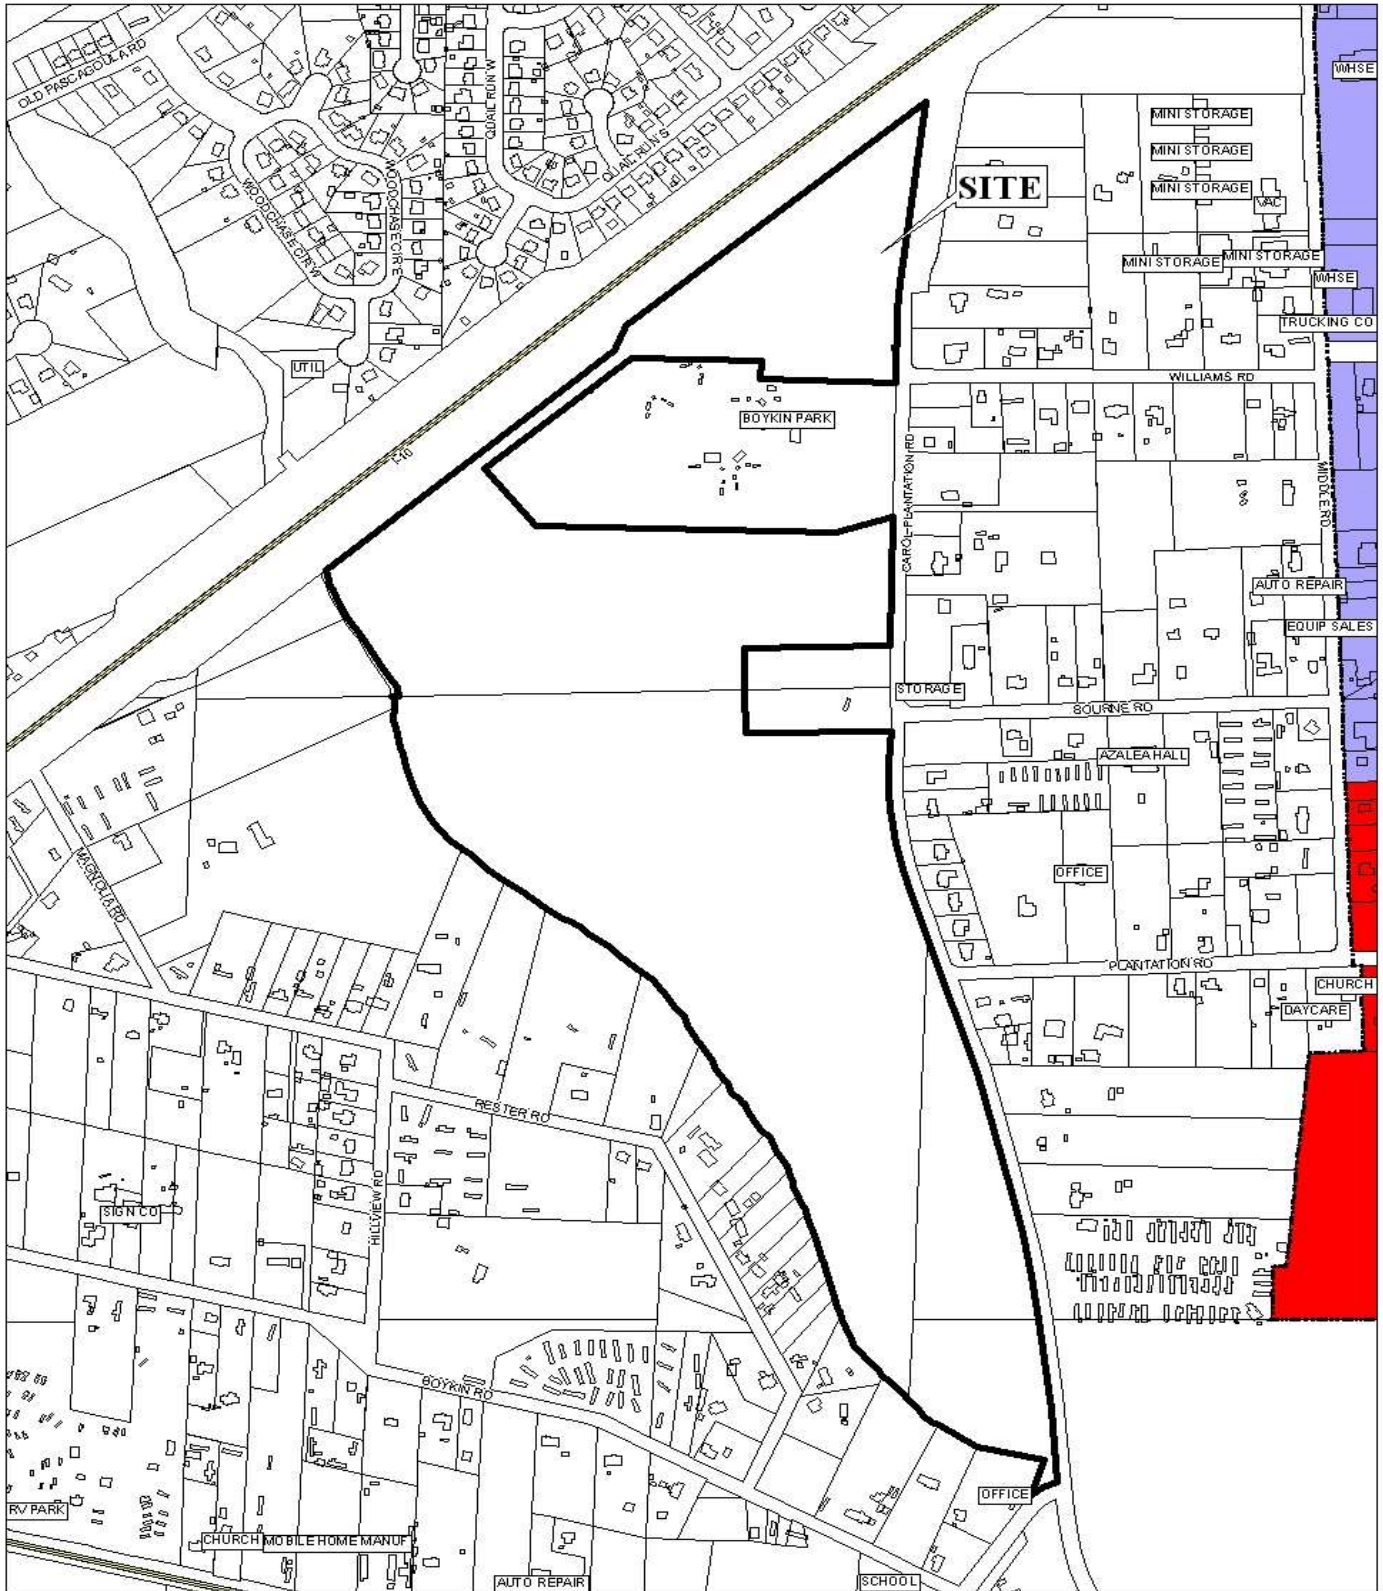 OLD PASCAGOULA RD
QUAIL RUN W
WHSE
MINI STORAGE
MINI STORAGE
QUAIL RUN S
WOODCHASE CIR W
WOODCHASE CIR E
SITE
MINI STORAGE
VAC
MINI STORAGE
MINI STORAGE
WHSE
TRUCKING CO
UTIL
WILLIAMS RD
BOYKIN PARK
I-10
CAROL PLANTATION RD
MIDDLE RD
AUTO REPAIR
EQUIP SALES
STORAGE
BOURNE RD
AZALEA HALL
OFFICE
MAGNOLIA RD
PLANTATION RD
CHURCH
DAYCARE
RESTER RD
HILLVIEW RD
SIGN CO
BOYKIN RD
OFFICE
RV PARK
CHURCH
MOBILE HOME MANUF
AUTO REPAIR
SCHOOL